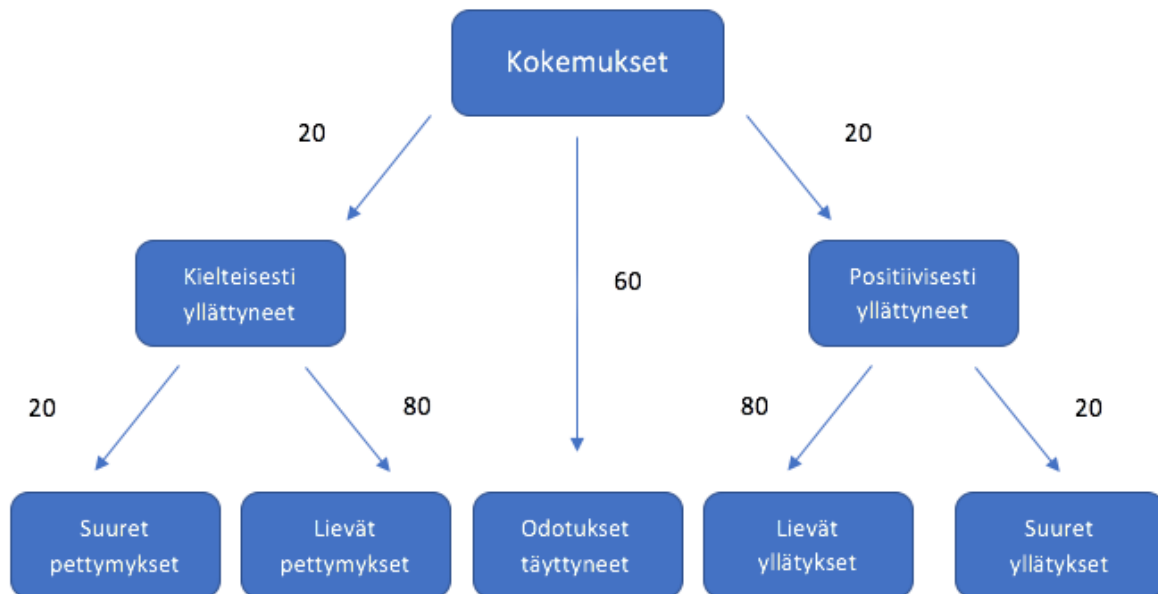 Kokemukset
20
20
60
Kielteisesti
yllättyneet
Positiivisesti
yllättyneet
20
80
80
20
Suuret
pettymykset
Lievät
pettymykset
Odotukset
täyttyneet
Lievät
yllätykset
Suuret
yllätykset